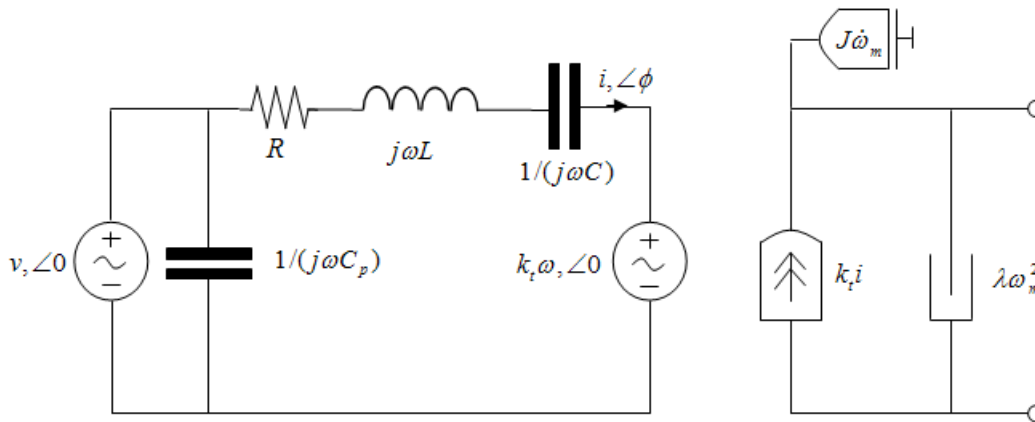 Jω̇ₘ
i,∠ϕ
R
jωL
1/(jωC)
v,∠0
+
−
1/(jωCₚ)
kₜω,∠0
+
−
kₜi
λωₘ²